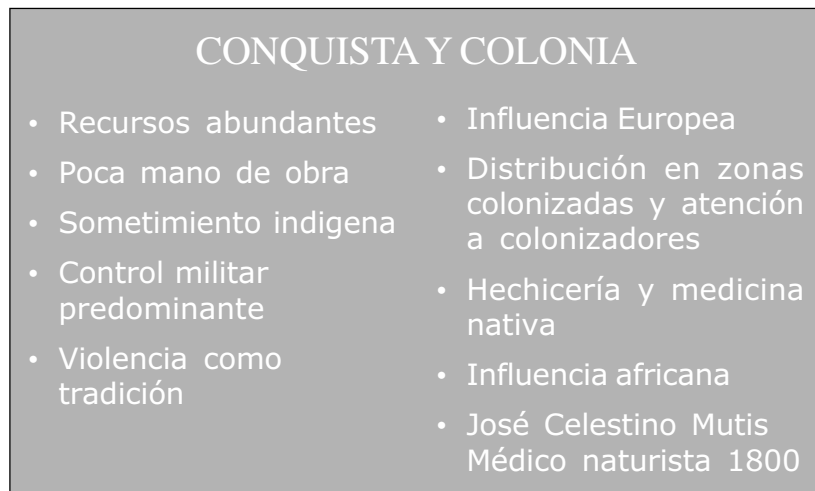 CONQUISTA Y COLONIA
• Recursos abundantes
• Poca mano de obra
• Sometimiento indigena
• Control militar
predominante
• Violencia como
tradición
• Influencia Europea
• Distribución en zonas
colonizadas y atención
a colonizadores
• Hechicería y medicina
nativa
• Influencia africana
• José Celestino Mutis
Médico naturista 1800